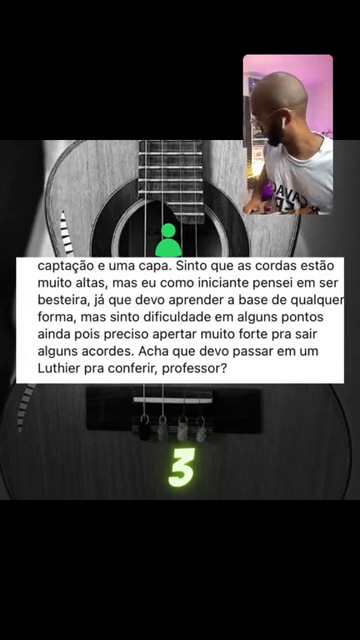 captação e uma capa. Sinto que as cordas estão
muito altas, mas eu como iniciante pensei em ser
besteira, já que devo aprender a base de qualquer
forma, mas sinto dificuldade em alguns pontos
ainda pois preciso apertar muito forte pra sair
alguns acordes. Acha que devo passar em um
Luthier pra conferir, professor?
3